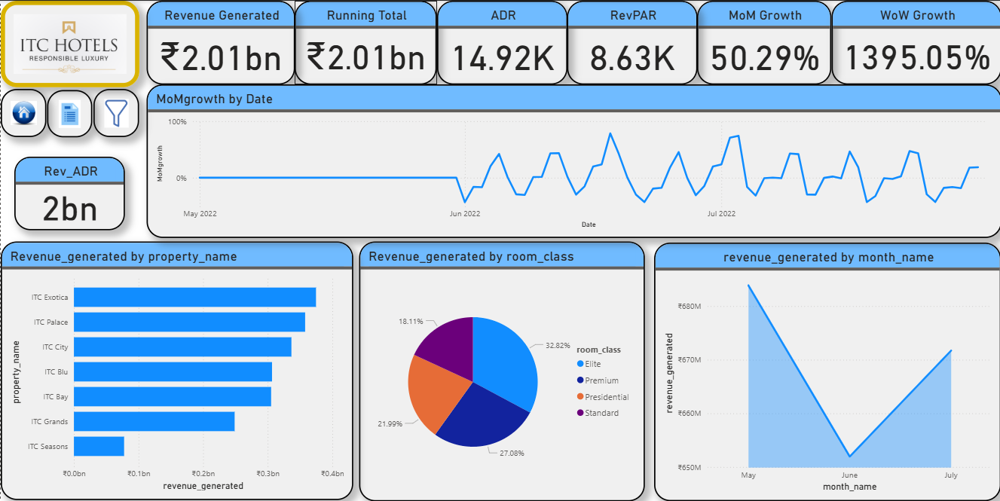 ITC HOTELS
RESPONSIBLE LUXURY
Revenue Generated
₹2.01bn
Running Total
₹2.01bn
ADR
14.92K
RevPAR
8.63K
MoM Growth
50.29%
WoW Growth
1395.05%
Rev_ADR
2bn
MoMgrowth by Date
MoMgrowth
100%
0%
May 2022
Jun 2022
Jul 2022
Date
Revenue_generated by property_name
property_name
ITC Exotica
ITC Palace
ITC City
ITC Blu
ITC Bay
ITC Grands
ITC Seasons
₹0.0bn
₹0.1bn
₹0.2bn
₹0.3bn
₹0.4bn
revenue_generated
Revenue_generated by room_class
18.11%
32.82%
21.99%
27.08%
room_class
Elite
Premium
Presidential
Standard
revenue_generated by month_name
revenue_generated
₹680M
₹670M
₹660M
₹650M
May
June
July
month_name